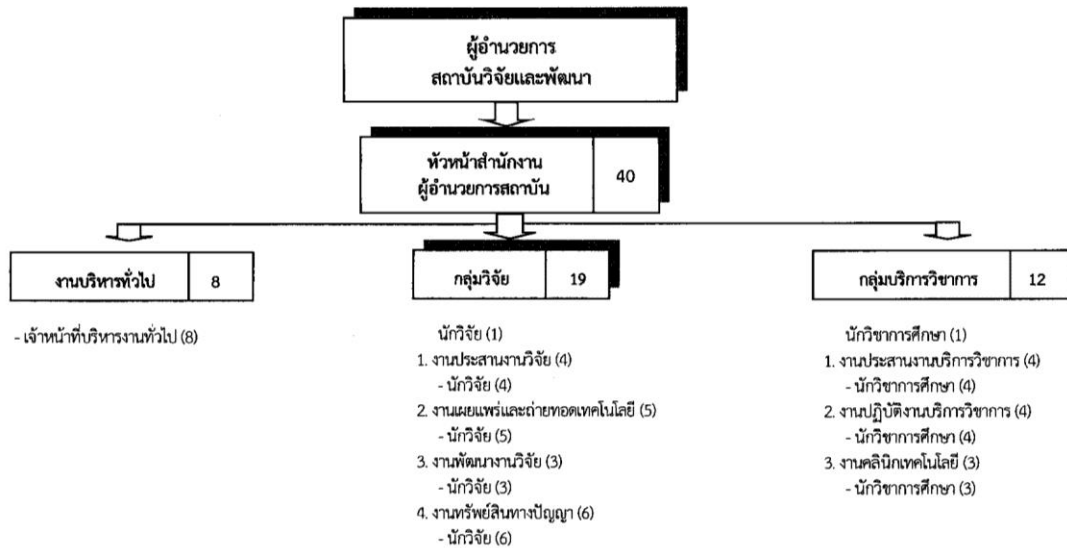 ผู้อำนวยการ
สถาบันวิจัยและพัฒนา
หัวหน้าสำนักงาน
ผู้อำนวยการสถาบัน
40
งานบริหารทั่วไป
8
- เจ้าหน้าที่บริหารงานทั่วไป (8)
กลุ่มวิจัย
19
นักวิจัย (1)
1. งานประสานงานวิจัย (4)
- นักวิจัย (4)
2. งานเผยแพร่และถ่ายทอดเทคโนโลยี (5)
- นักวิจัย (5)
3. งานพัฒนางานวิจัย (3)
- นักวิจัย (3)
4. งานทรัพย์สินทางปัญญา (6)
- นักวิจัย (6)
กลุ่มบริการวิชาการ
12
นักวิชาการศึกษา (1)
1. งานประสานงานบริการวิชาการ (4)
- นักวิชาการศึกษา (4)
2. งานปฏิบัติงานบริการวิชาการ (4)
- นักวิชาการศึกษา (4)
3. งานคลินิกเทคโนโลยี (3)
- นักวิชาการศึกษา (3)